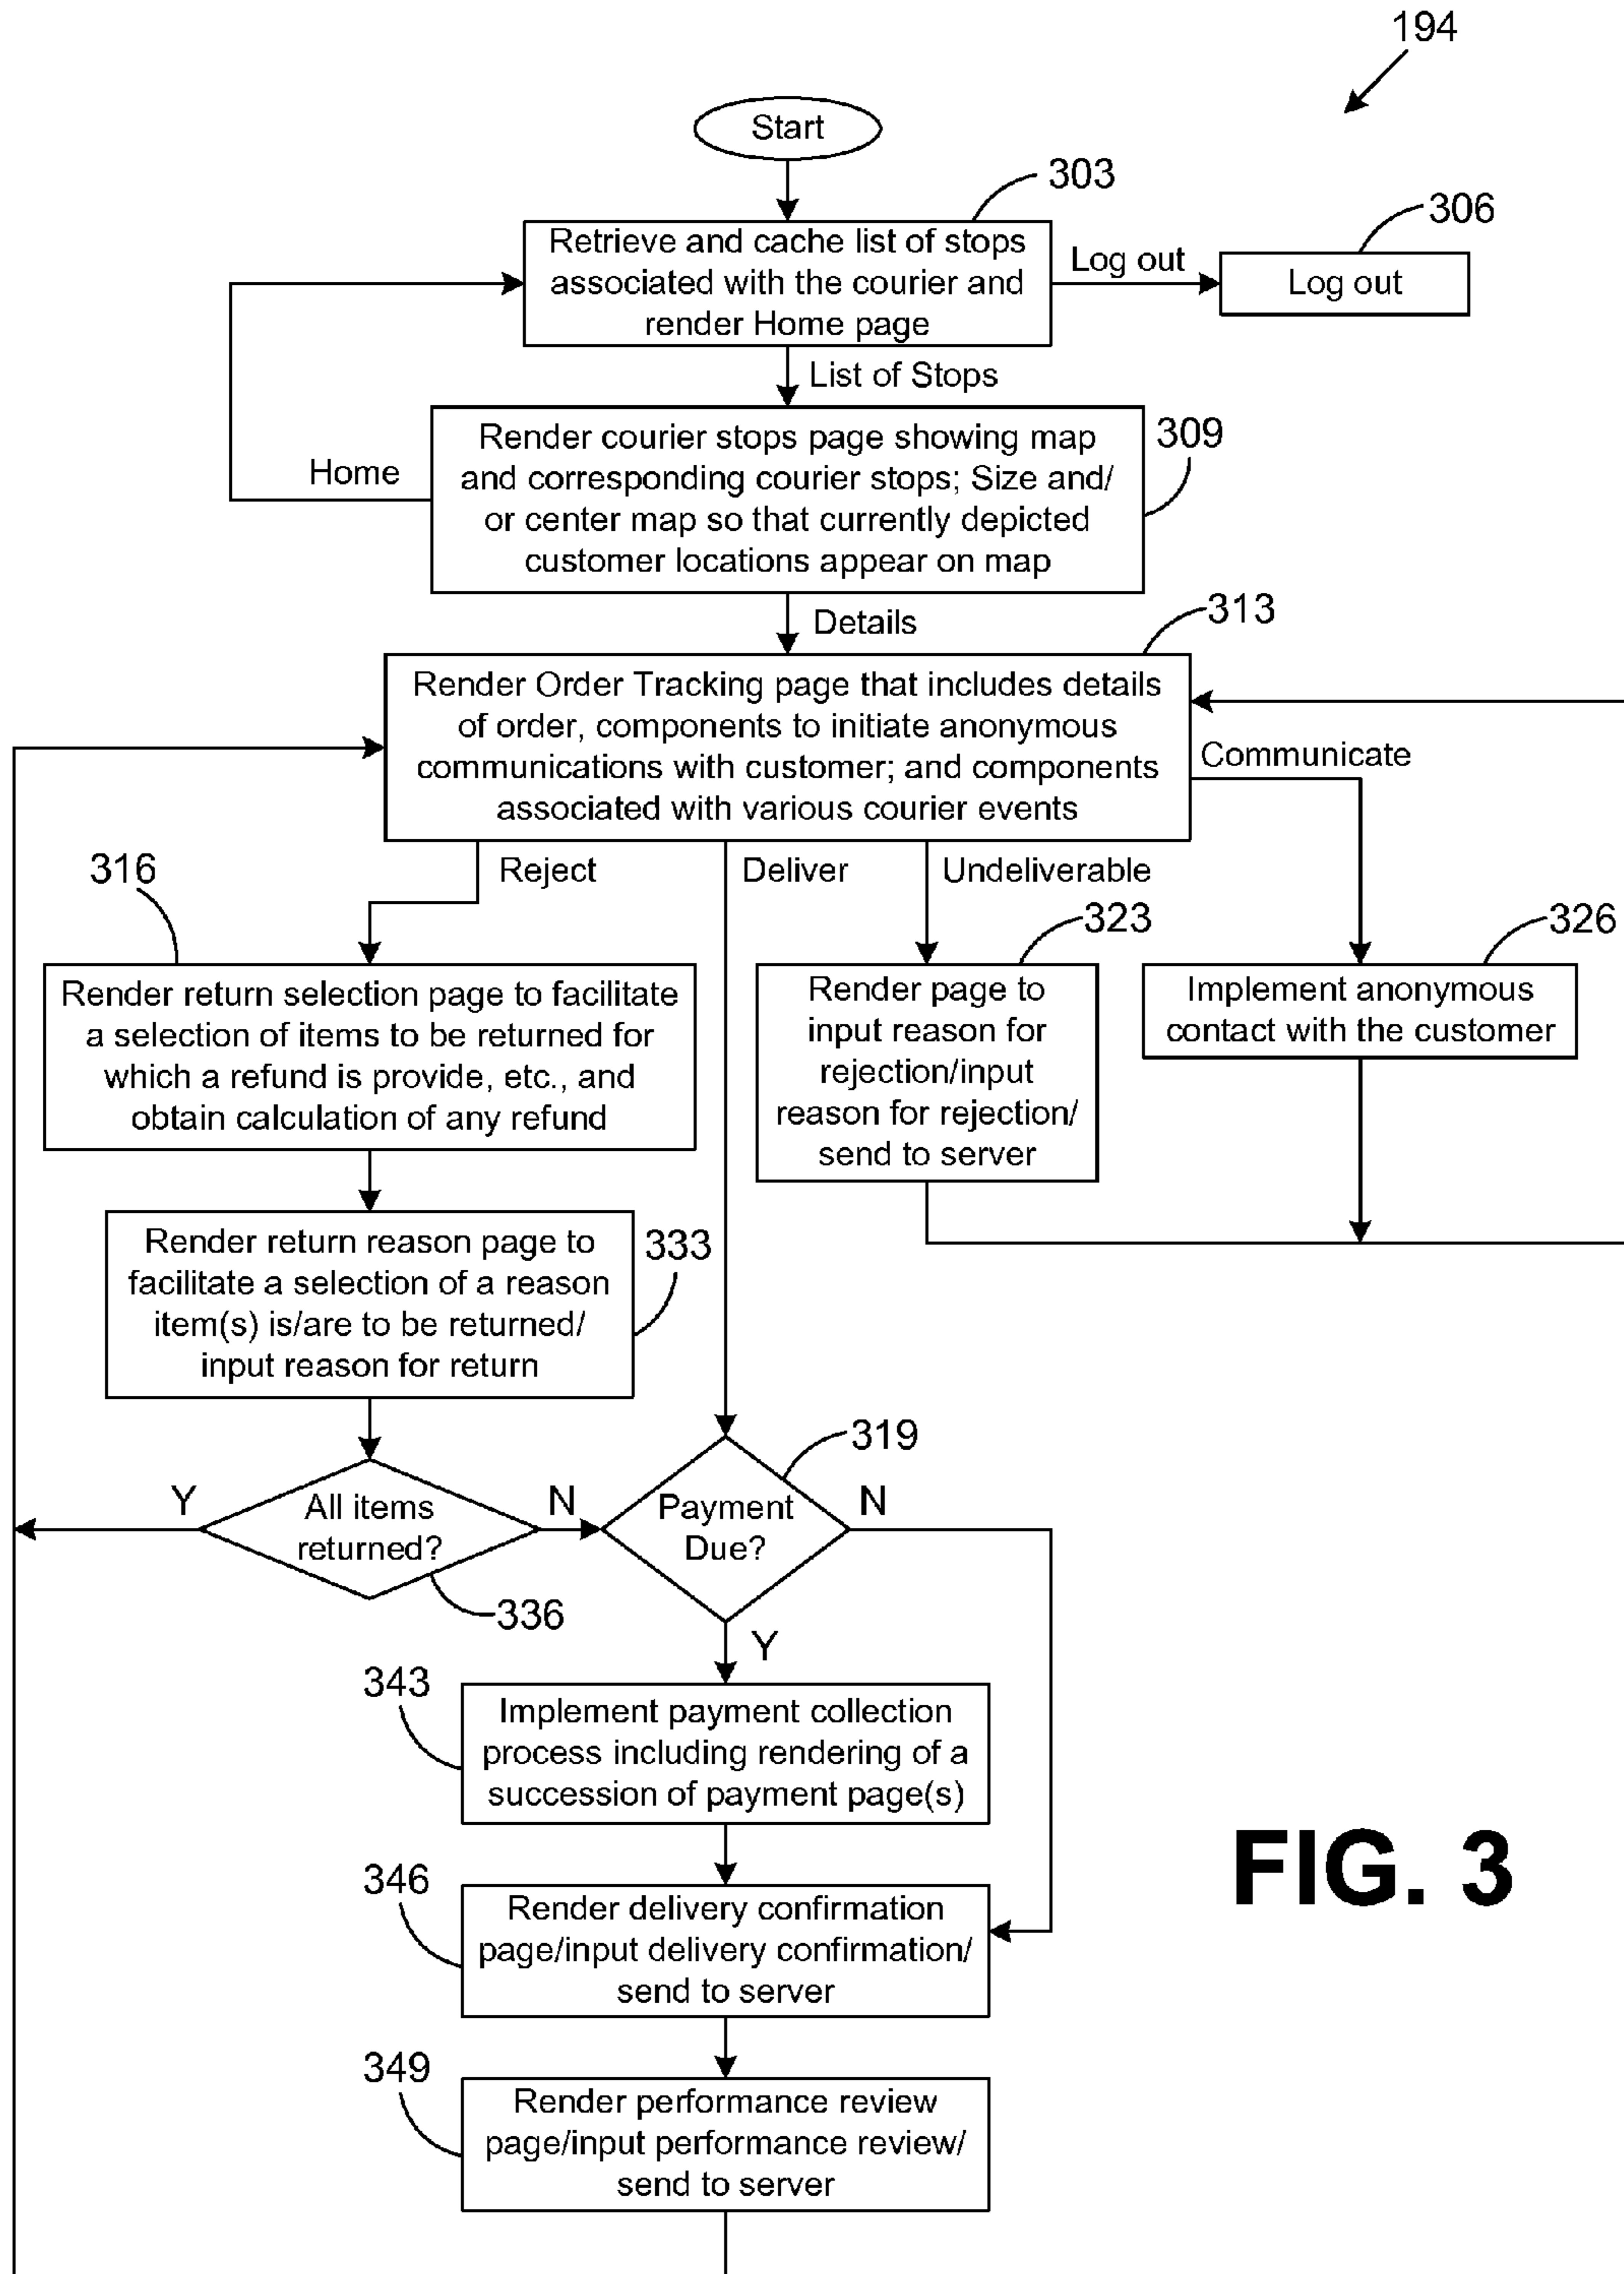 194
Start
303
Retrieve and cache list of stops
associated with the courier and
render Home page
Log out
306
Log out
List of Stops
Home
Render courier stops page showing map
and corresponding courier stops; Size and/
or center map so that currently depicted
customer locations appear on map
309
Details
313
Render Order Tracking page that includes details
of order, components to initiate anonymous
communications with customer; and components
associated with various courier events
Communicate
316
Reject
Deliver
Undeliverable
323
326
Render return selection page to facilitate
a selection of items to be returned for
which a refund is provide, etc., and
obtain calculation of any refund
Render page to
input reason for
rejection/input
reason for rejection/
send to server
Implement anonymous
contact with the customer
Render return reason page to
facilitate a selection of a reason
item(s) is/are to be returned/
input reason for return
333
319
Y
All items
returned?
N
Payment
Due?
N
336
Y
343
Implement payment collection
process including rendering of a
succession of payment page(s)
346
Render delivery confirmation
page/input delivery confirmation/
send to server
349
Render performance review
page/input performance review/
send to server
FIG. 3